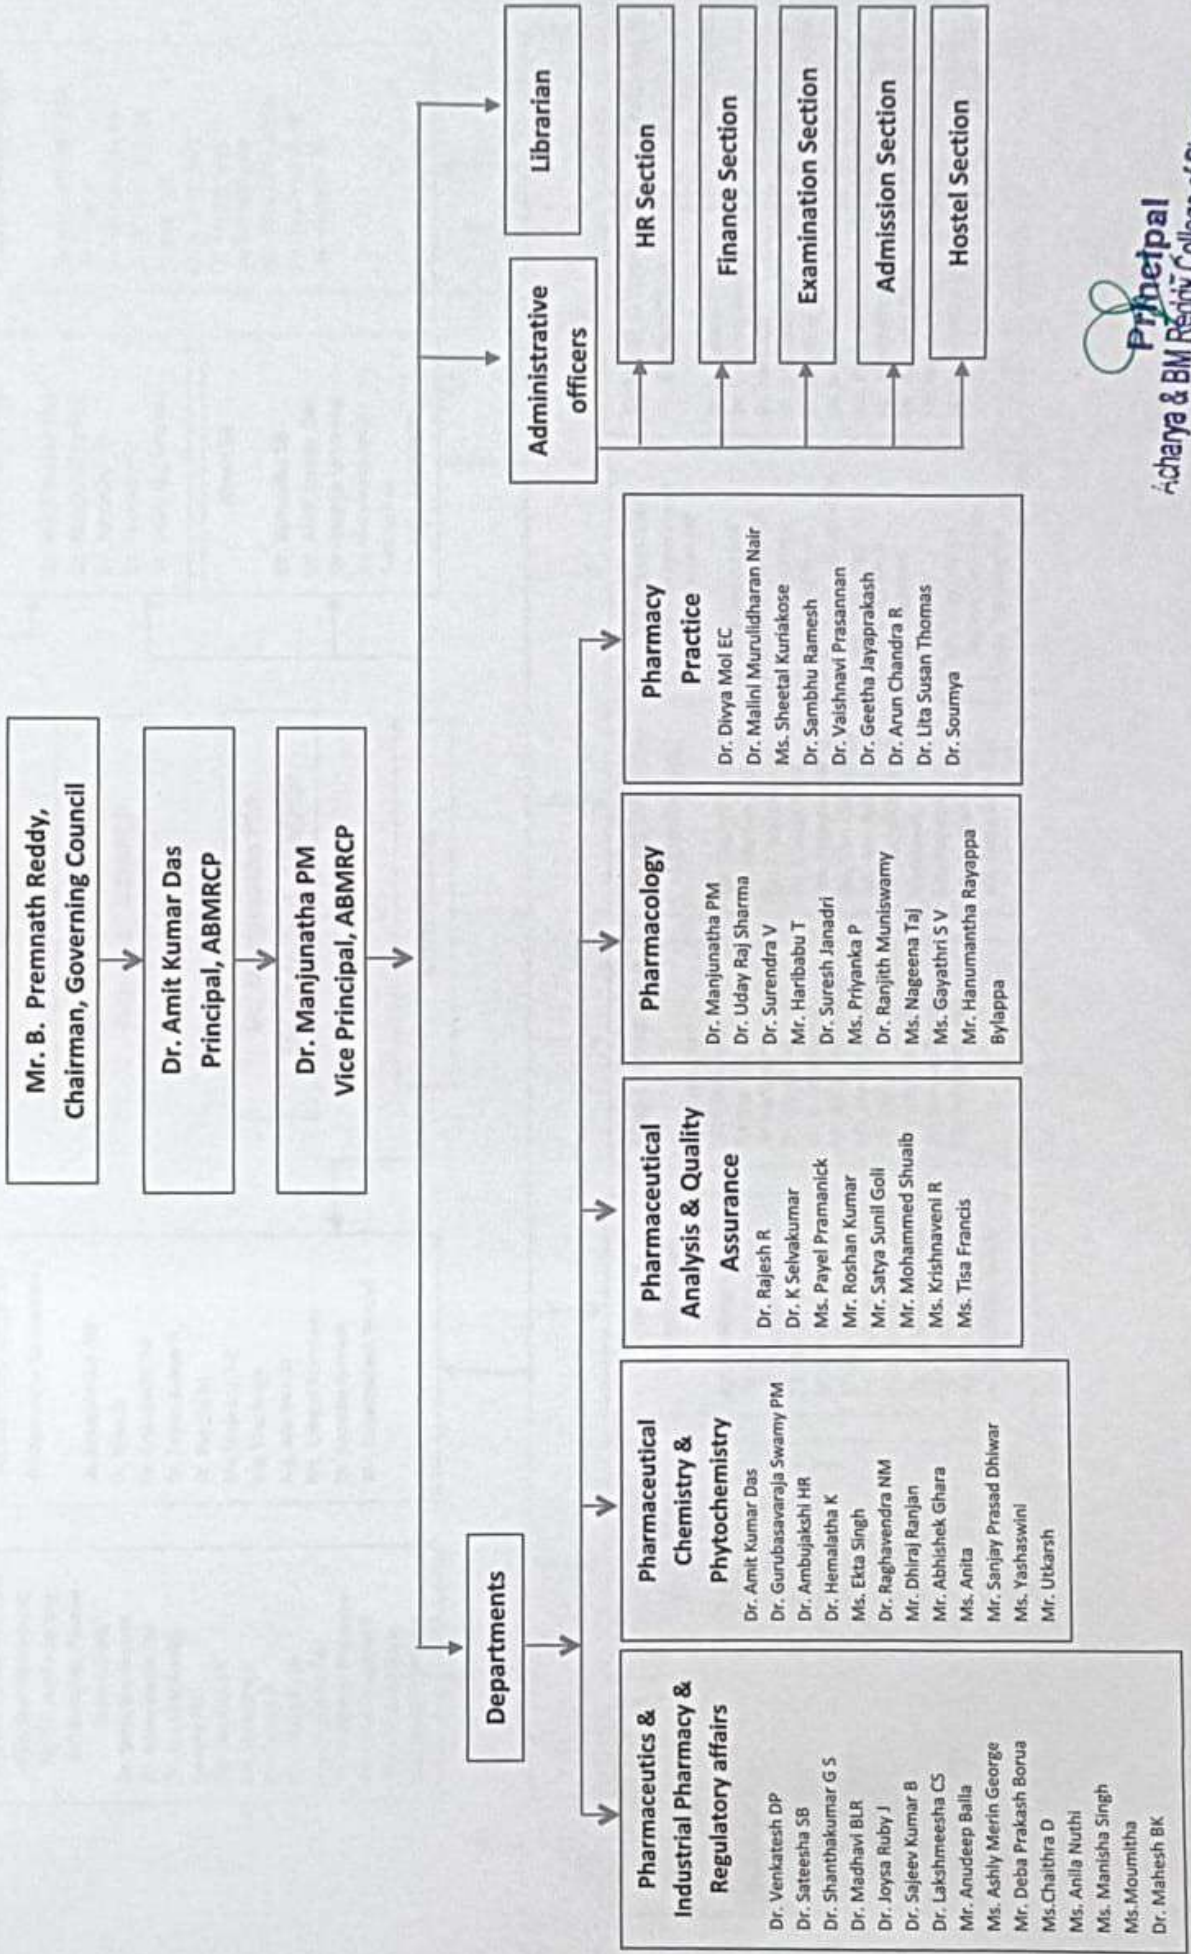 Mr. B. Premnath Reddy,
Chairman, Governing Council
Dr. Amit Kumar Das
Principal, ABMRCP
Dr. Manjunatha PM
Vice Principal, ABMRCP
Departments
Administrative
officers
Librarian
Pharmaceutics &
Industrial Pharmacy &
Regulatory affairs
Dr. Venkatesh DP
Dr. Sateesha SB
Dr. Shanthakumar G S
Dr. Madhavi BLR
Dr. Joysa Ruby J
Dr. Sajeev Kumar B
Dr. Lakshmeesha CS
Mr. Anudeep Balla
Ms. Ashly Merin George
Mr. Deba Prakash Borua
Ms.Chaithra D
Ms. Anila Nuthi
Ms. Manisha Singh
Ms.Moumitha
Dr. Mahesh BK
Pharmaceutical
Chemistry &
Phytochemistry
Dr. Amit Kumar Das
Dr. Gurubasavaraja Swamy PM
Dr. Ambujakshi HR
Dr. Hemalatha K
Ms. Ekta Singh
Dr. Raghavendra NM
Mr. Dhiraj Ranjan
Mr. Abhishek Ghara
Ms. Anita
Mr. Sanjay Prasad Dhiwar
Ms. Yashaswini
Mr. Utkarsh
Pharmaceutical
Analysis & Quality
Assurance
Dr. Rajesh R
Dr. K Selvakumar
Ms. Payel Pramanick
Mr. Roshan Kumar
Mr. Satya Sunil Goli
Mr. Mohammed Shuaib
Ms. Krishnaveni R
Ms. Tisa Francis
Pharmacology
Dr. Manjunatha PM
Dr. Uday Raj Sharma
Dr. Surendra V
Mr. Haribabu T
Dr. Suresh Janadri
Ms. Priyanka P
Dr. Ranjith Muniswamy
Ms. Nageena Taj
Ms. Gayathri S V
Mr. Hanumantha Rayappa
Bylappa
Pharmacy
Practice
Dr. Divya Mol EC
Dr. Malini Murulidharan Nair
Ms. Sheetal Kuriakose
Dr. Sambhu Ramesh
Dr. Vaishnavi Prasannan
Dr. Geetha Jayaprakash
Dr. Arun Chandra R
Dr. Lita Susan Thomas
Dr. Soumya
HR Section
Finance Section
Examination Section
Admission Section
Hostel Section
Principal
Acharya & BM Reddy College of